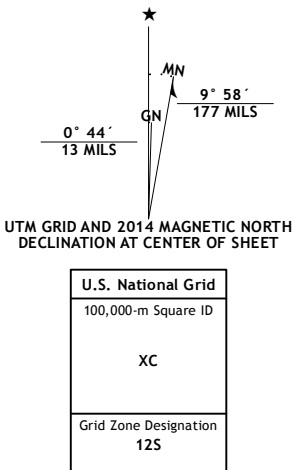 ★
MN
GN
9° 58´
177 MILS
0° 44´
13 MILS
UTM GRID AND 2014 MAGNETIC NORTH
DECLINATION AT CENTER OF SHEET
U.S. National Grid
100,000-m Square ID
XC
Grid Zone Designation
12S